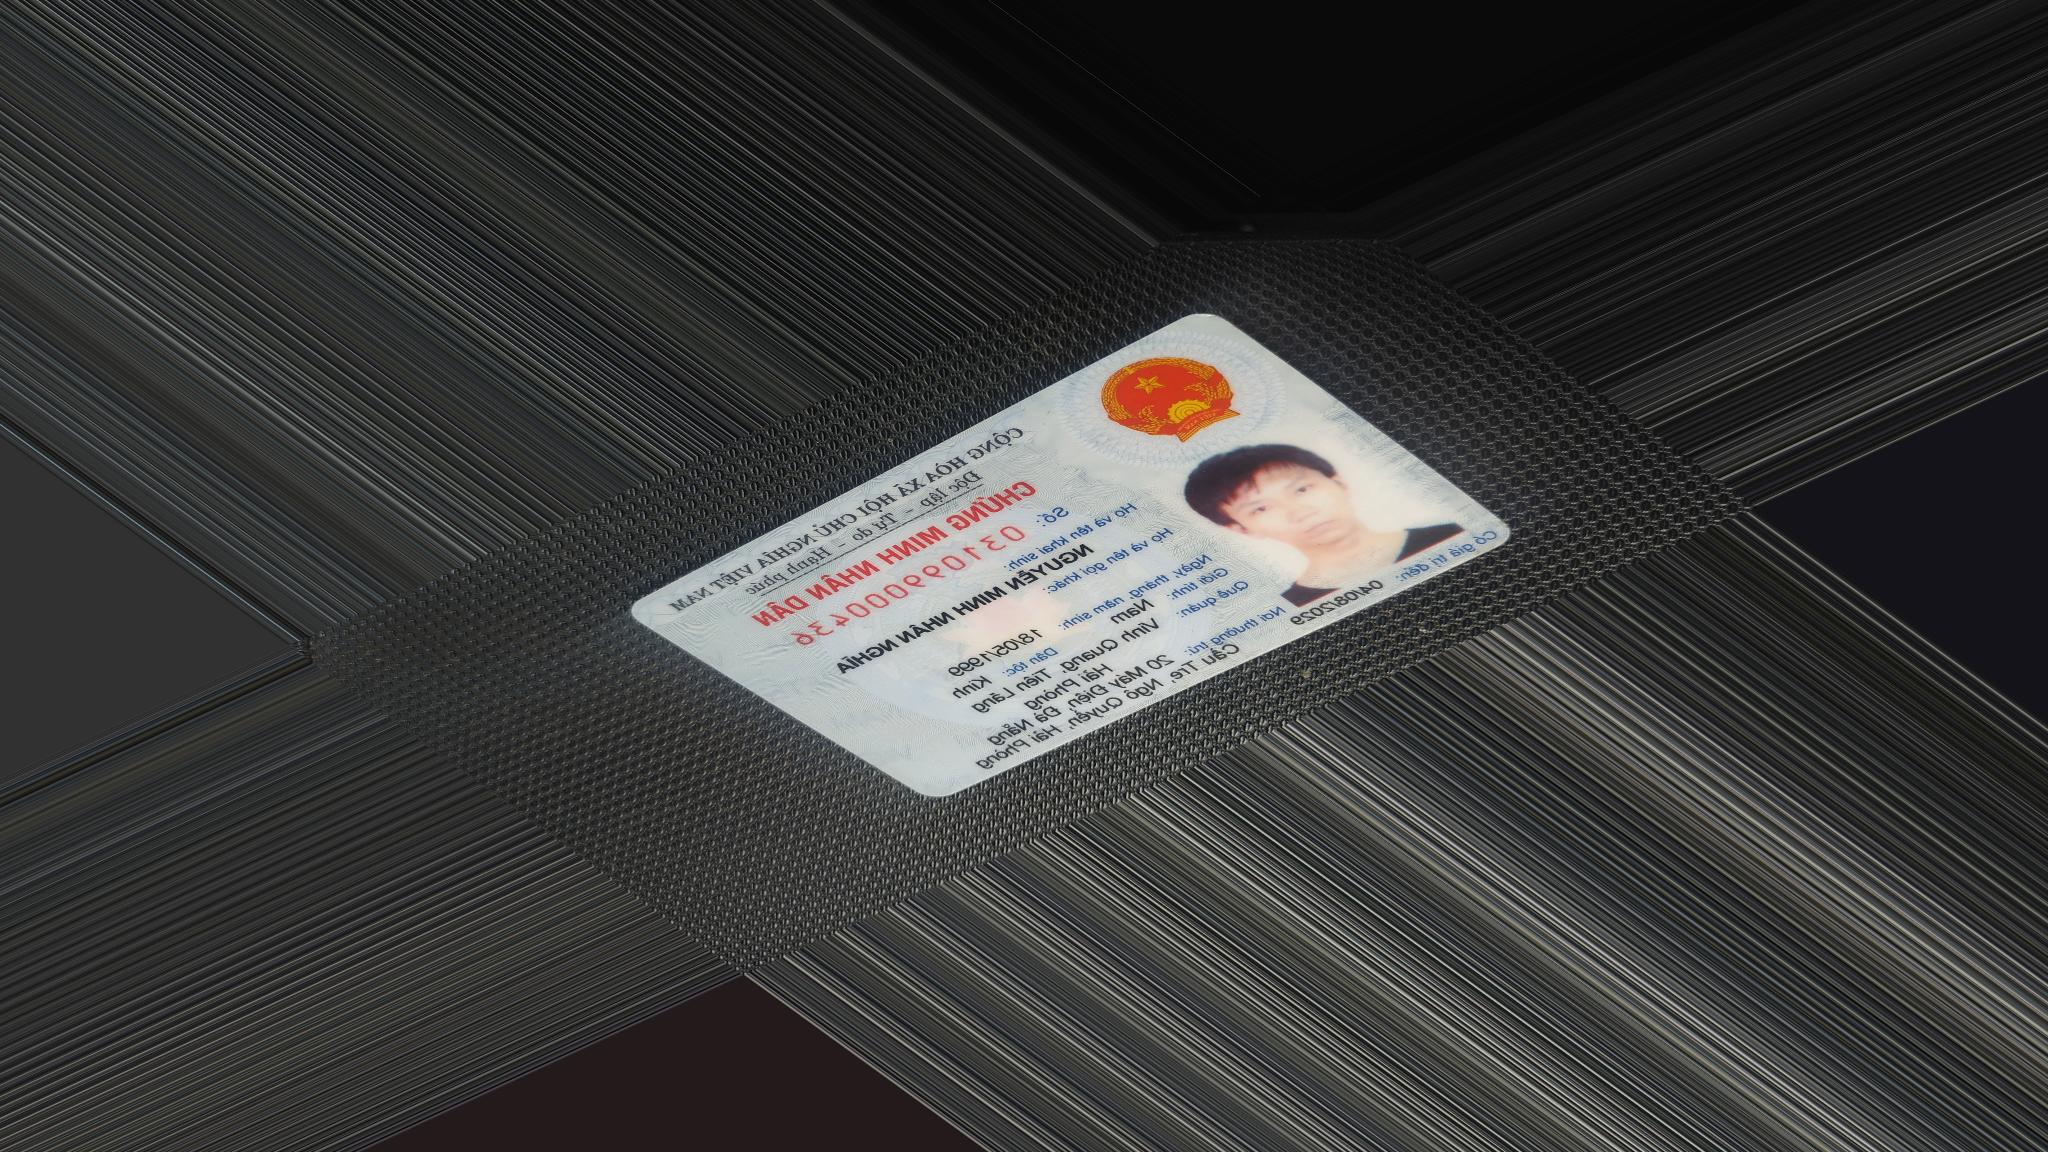 CỘNG HÒA XÃ HỘI CHỦ NGHĨA VIỆT NAM
Độc lập - Tự do - Hạnh phúc
CHỨNG MINH NHÂN DÂN
Số: 031099000436
Họ và tên khai sinh:
NGUYỄN MINH NHÂN NGHĨA
Họ và tên gọi khác:
Ngày, tháng, năm sinh: 18/05/1999
Giới tính: Nam Dân tộc: Kinh
Quê quán: Vinh Quang, Tiên Lãng
Hải Phòng
Nơi thường trú: 20 Máy Điện, Đà Nẵng
Cầu Tre, Ngô Quyền, Hải Phòng
Có giá trị đến:
04/08/2029